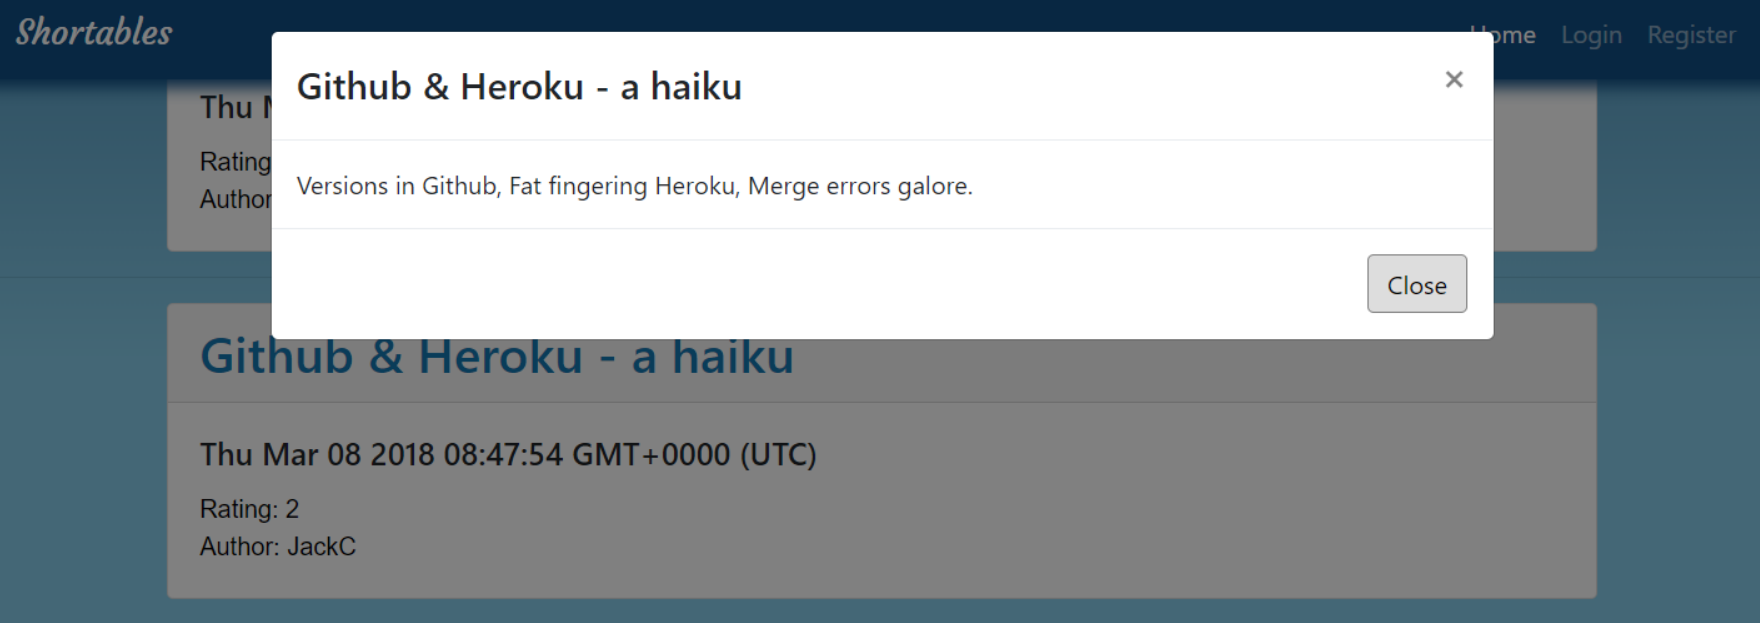 Shortables
Home Login Register
Github & Heroku - a haiku
×
Thu
Rating
Author
Versions in Github, Fat fingering Heroku, Merge errors galore.
Close
Github & Heroku - a haiku
Thu Mar 08 2018 08:47:54 GMT+0000 (UTC)
Rating: 2
Author: JackC